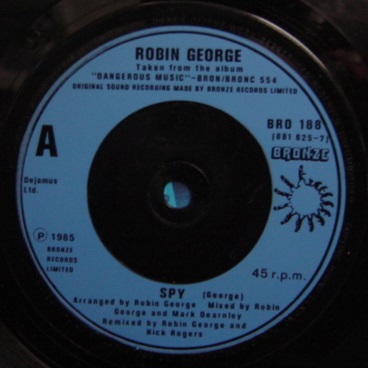 ROBIN GEORGE
Taken from the album
"DANGEROUS MUSIC"-BRON/BRONC 554
ORIGINAL SOUND RECORDING MADE BY BRONZE RECORDS LIMITED
A
BRO 188
(881 625-7)
BRONZE
Dejamus
Ltd.
℗ 1985
BRONZE
RECORDS
LIMITED
45 r.p.m.
SPY (George)
Arranged by Robin George Mixed by Robin
George and Mark Dearnley
Remixed by Robin George and
Nick Rogers